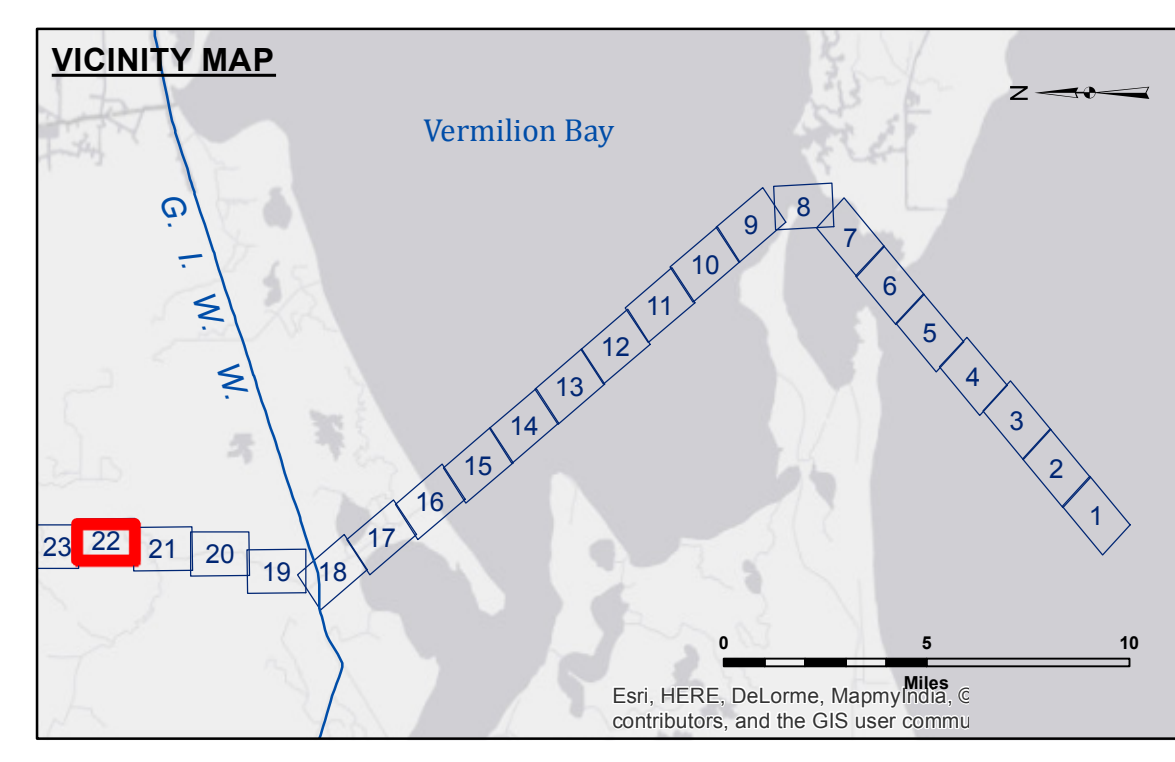 VICINITY MAP
N
Vermilion Bay
G. I. W. W.
8
9
7
10
6
11
5
12
4
13
3
14
2
15
1
16
17
23
22
21
20
19
18
0 5 10
Miles
Esri, HERE, DeLorme, MapmyIndia, ©
contributors, and the GIS user commu